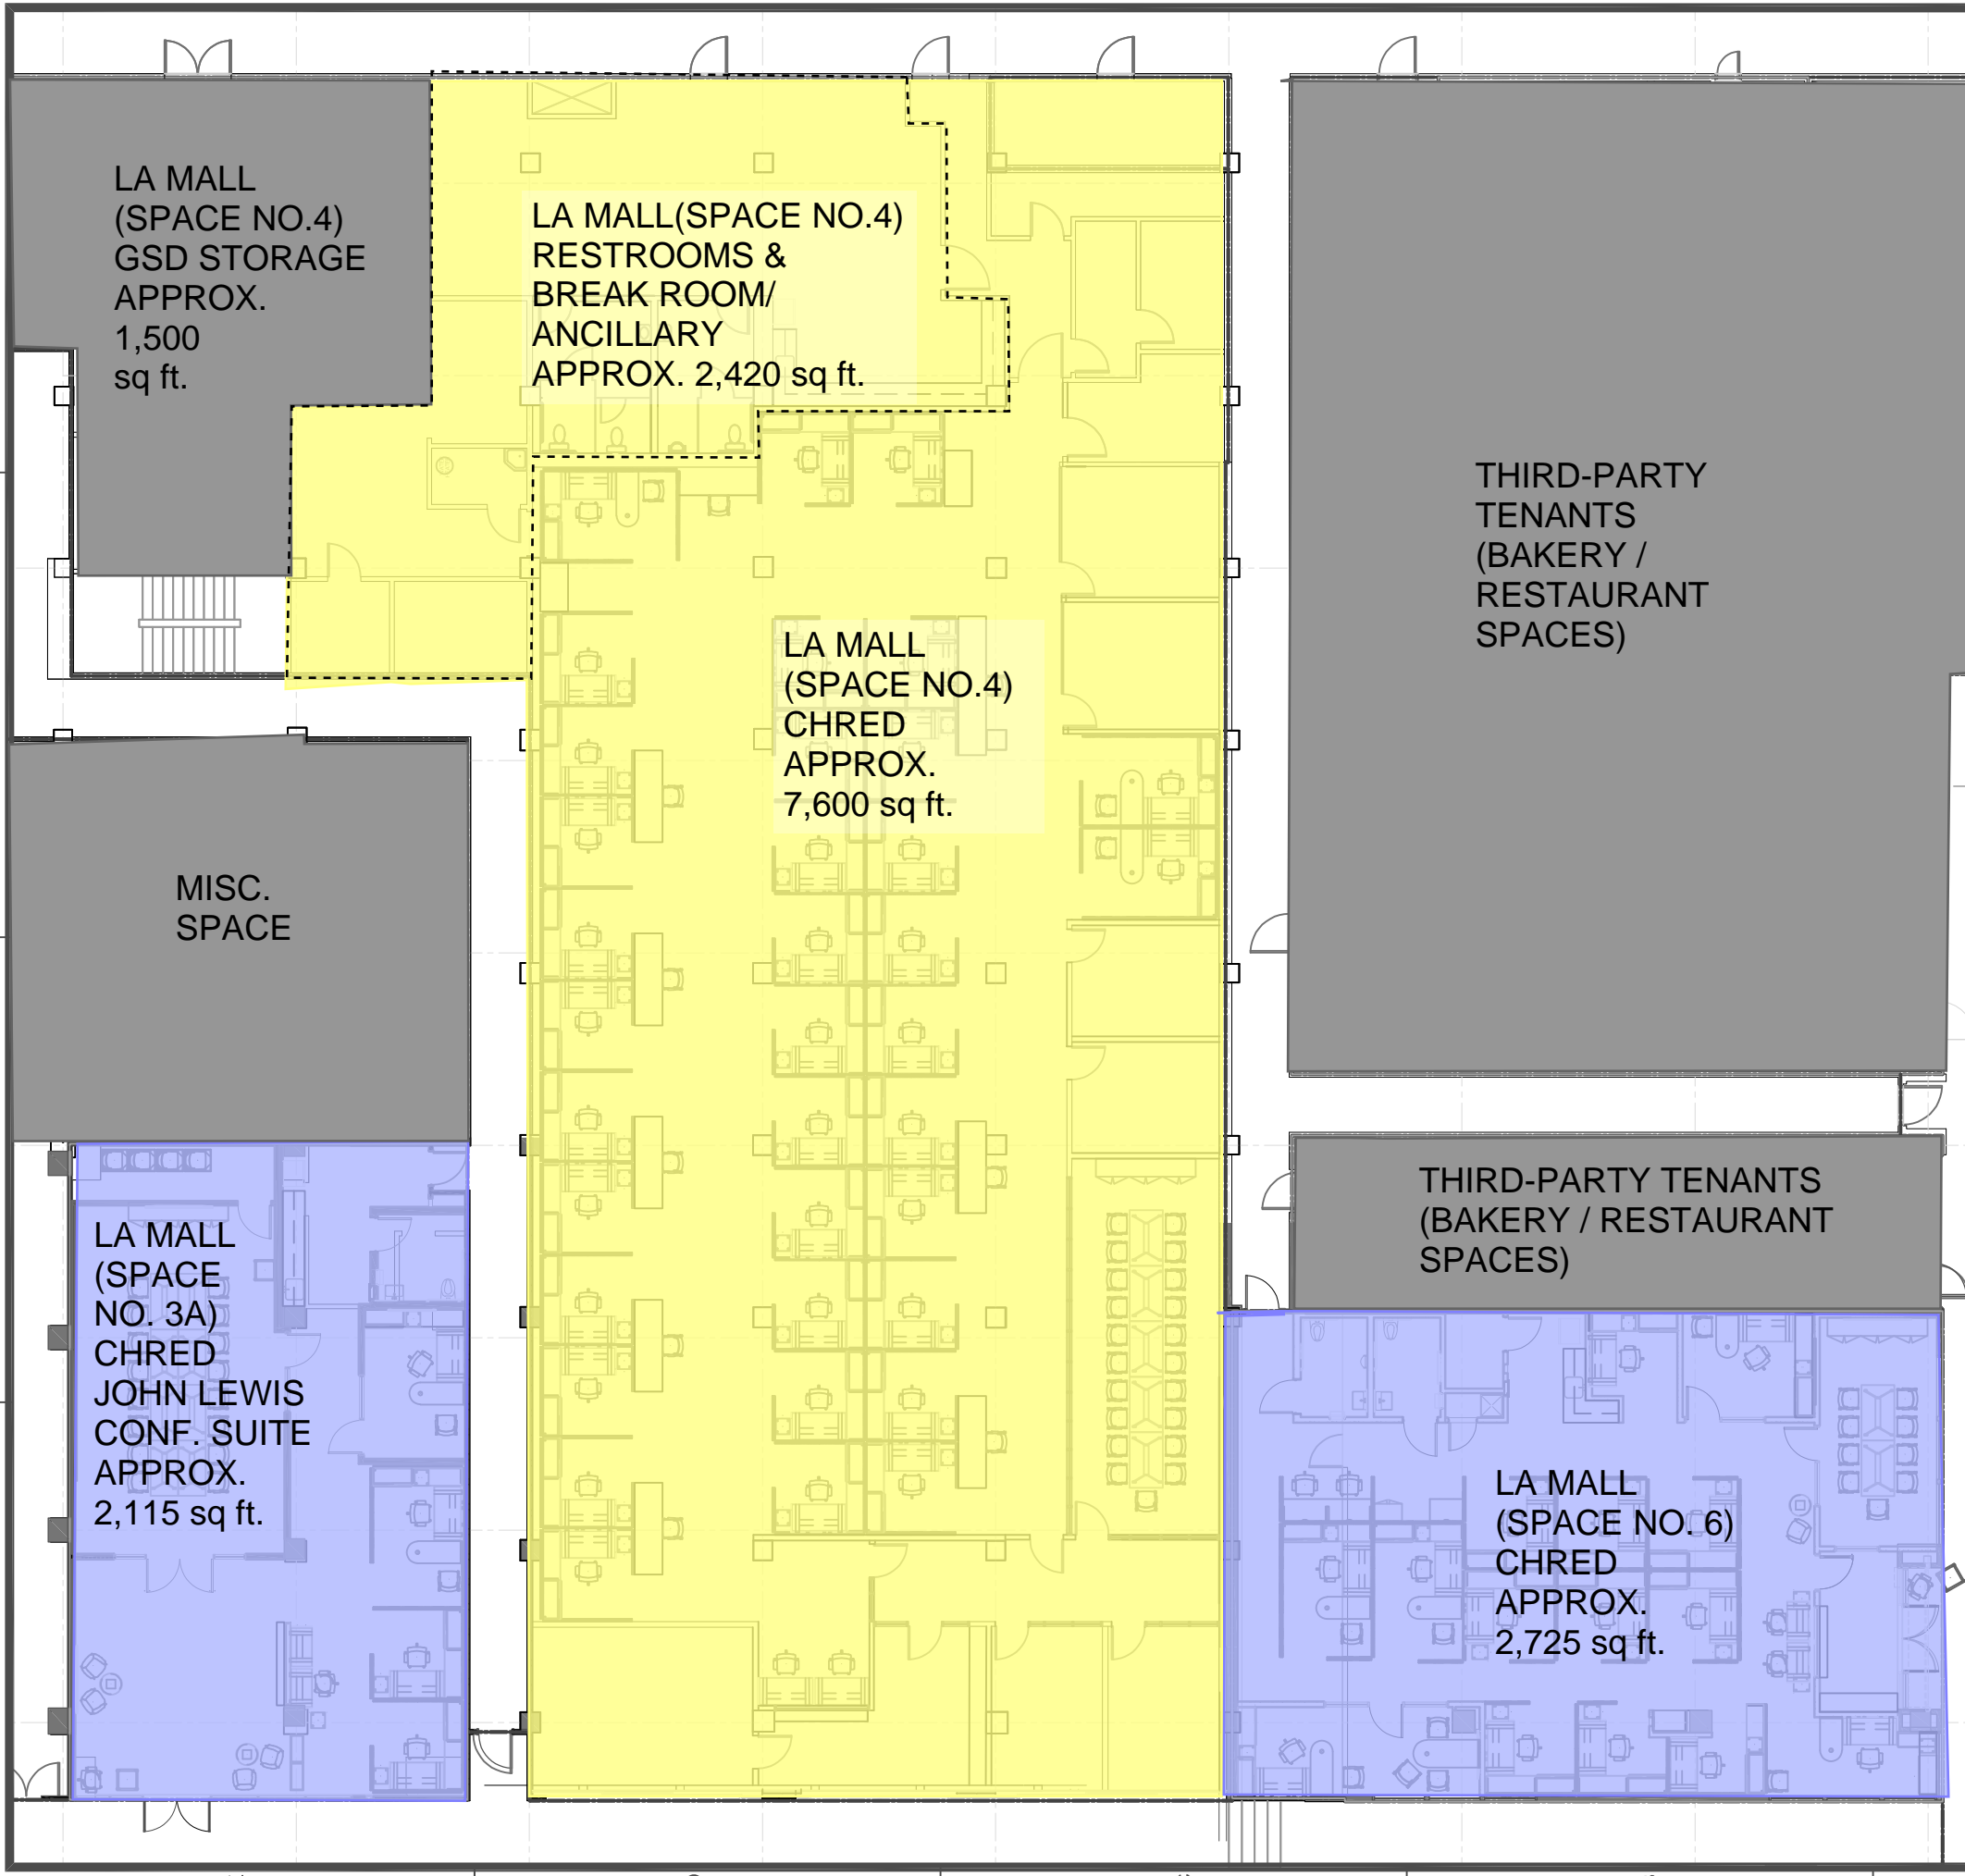 LA MALL
(SPACE NO.4)
GSD STORAGE
APPROX.
1,500
sq ft.
LA MALL(SPACE NO.4)
RESTROOMS &
BREAK ROOM/
ANCILLARY
APPROX. 2,420 sq ft.
THIRD-PARTY
TENANTS
(BAKERY /
RESTAURANT
SPACES)
LA MALL
(SPACE NO.4)
CHRED
APPROX.
7,600 sq ft.
MISC.
SPACE
THIRD-PARTY TENANTS
(BAKERY / RESTAURANT
SPACES)
LA MALL
(SPACE
NO. 3A)
CHRED
JOHN LEWIS
CONF. SUITE
APPROX.
2,115 sq ft.
LA MALL
(SPACE NO. 6)
CHRED
APPROX.
2,725 sq ft.